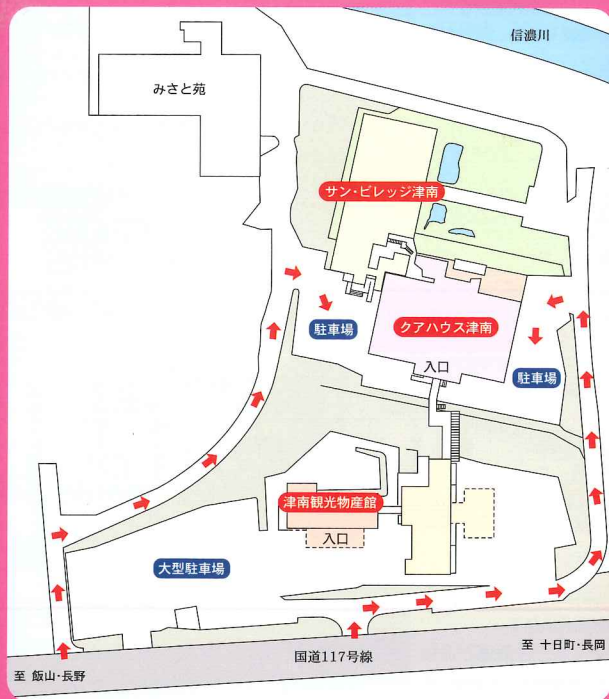 信濃川
みさと苑
サン・ビレッジ津南
駐車場
クアハウス津南
入口
駐車場
津南観光物産館
入口
大型駐車場
国道117号線
至 十日町・長岡
至 飯山・長野